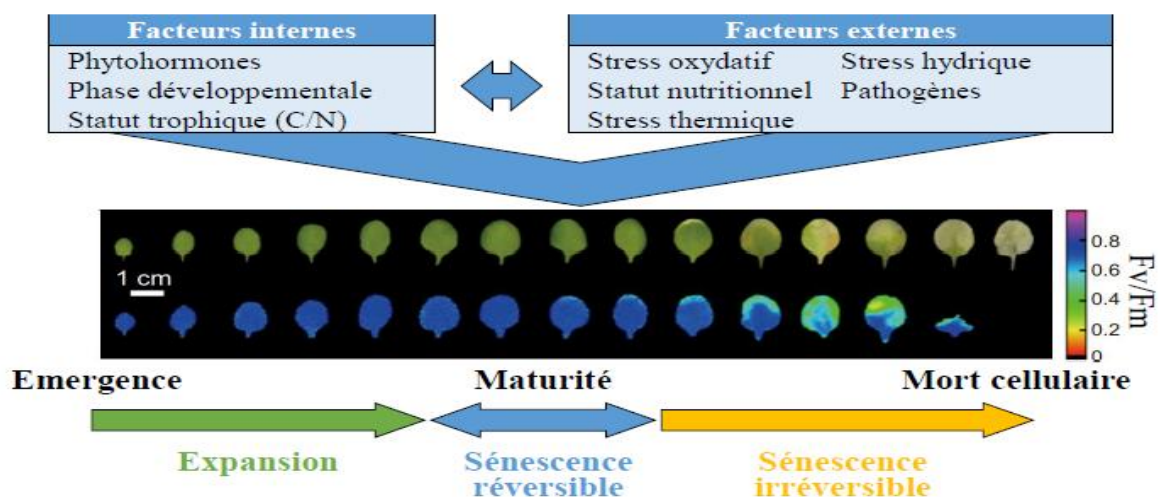 Facteurs internes
Phytohormones
Phase développementale
Statut trophique (C/N)
Facteurs externes
Stress oxydatif Stress hydrique
Statut nutritionnel Pathogènes
Stress thermique
1 cm
0.8
0.6
0.4
0.2
0
Fv/Fm
Emergence Maturité Mort cellulaire
Expansion Sénescence réversible Sénescence irréversible